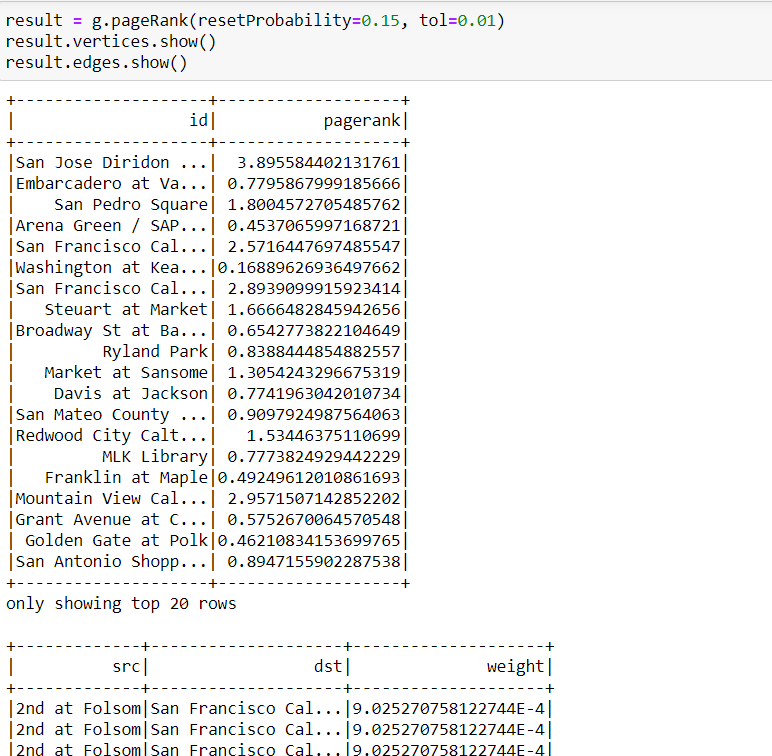 result = g.pageRank(resetProbability=0.15, tol=0.01)
result.vertices.show()
result.edges.show()
+--------------------+-------------------+
|                  id|           pagerank|
+--------------------+-------------------+
|San Jose Diridon ...|  3.895584402131761|
|Embarcadero at Va...| 0.7795867999185666|
|    San Pedro Square| 1.8004572705485762|
|Arena Green / SAP...| 0.4537065997168721|
|San Francisco Cal...| 2.5716447697485547|
|Washington at Kea...|0.16889626936497662|
|San Francisco Cal...| 2.8939099915923414|
|   Steuart at Market| 1.6666482845942656|
|Broadway St at Ba...| 0.6542773822104649|
|         Ryland Park| 0.8388444854882557|
|   Market at Sansome| 1.3054243296675319|
|    Davis at Jackson| 0.7741963042010734|
|San Mateo County ...| 0.9097924987564063|
|Redwood City Calt...|   1.53446375110699|
|         MLK Library| 0.7773824929442229|
|   Franklin at Maple|0.49249612010861693|
|Mountain View Cal...| 2.9571507142852202|
|Grant Avenue at C...| 0.5752670064570548|
| Golden Gate at Polk|0.46210834153699765|
|San Antonio Shopp...| 0.8947155902287538|
+--------------------+-------------------+
only showing top 20 rows
+-------------+--------------------+--------------------+
|          src|                 dst|              weight|
+-------------+--------------------+--------------------+
|2nd at Folsom|San Francisco Cal...|9.025270758122744E-4|
|2nd at Folsom|San Francisco Cal...|9.025270758122744E-4|
|2nd at Folsom|San Francisco Cal...|9.025270758122744E-4|